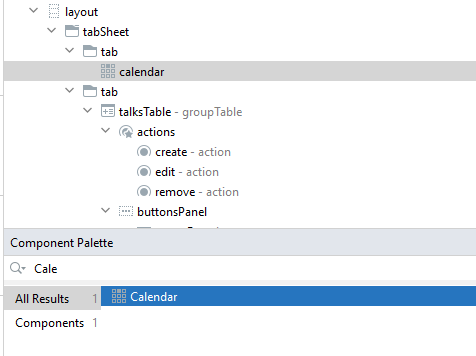 layout
tabSheet
tab
calendar
tab
talksTable - groupTable
actions
create - action
edit - action
remove - action
buttonsPanel
Component Palette
Cale
All Results 1
Calendar
Components 1